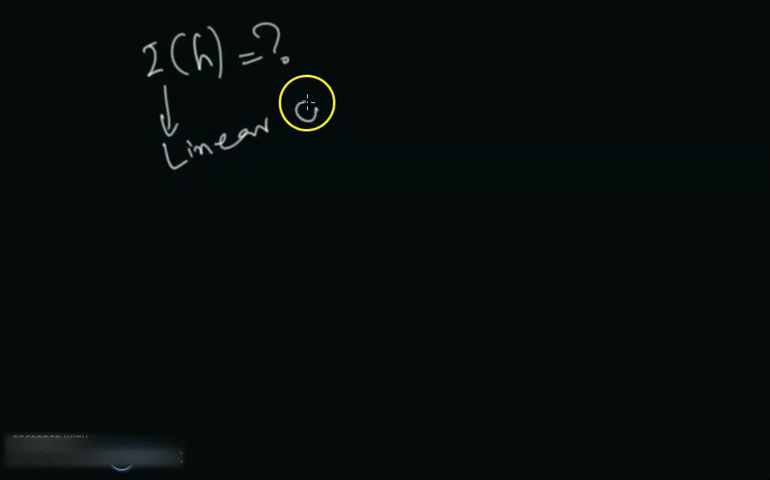 I(h) = ?
↓
Linear O